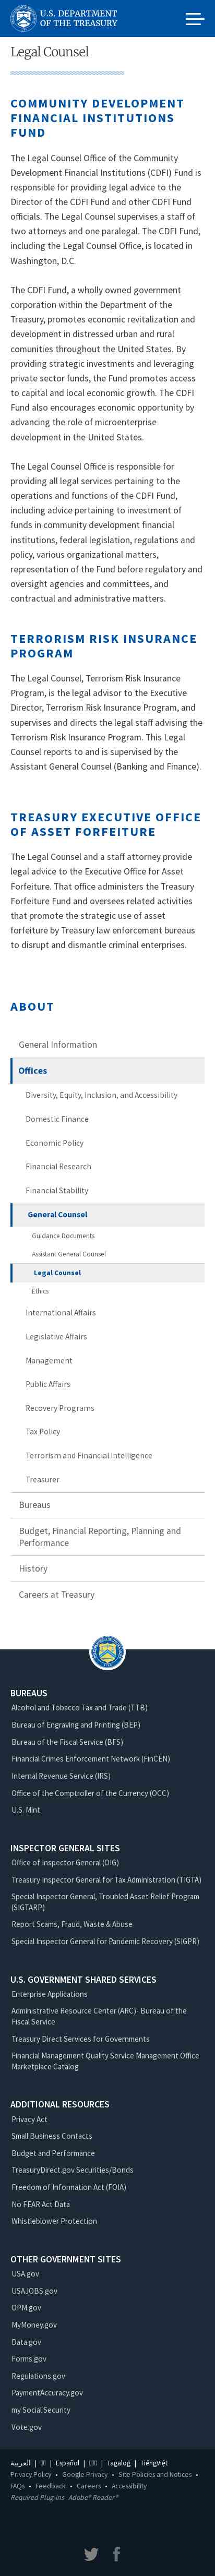 U.S. DEPARTMENT
OF THE TREASURY
Legal Counsel
COMMUNITY DEVELOPMENT
FINANCIAL INSTITUTIONS
FUND
The Legal Counsel Office of the Community
Development Financial Institutions (CDFI) Fund is
responsible for providing legal advice to the
Director of the CDFI Fund and other CDFI Fund
officials. The Legal Counsel supervises a staff of
two attorneys and one paralegal. The CDFI Fund,
including the Legal Counsel Office, is located in
Washington, D.C.
The CDFI Fund, a wholly owned government
corporation within the Department of the
Treasury, promotes economic revitalization and
development in distressed urban and rural
communities throughout the United States. By
providing strategic investments and leveraging
private sector funds, the Fund promotes access
to capital and local economic growth. The CDFI
Fund also encourages economic opportunity by
advancing the role of microenterprise
development in the United States.
The Legal Counsel Office is responsible for
providing all legal services pertaining to the
operations and functions of the CDFI Fund,
including advice pertaining to investment of
funds in community development financial
institutions, federal legislation, regulations and
policy, various organizational matters,
representation of the Fund before interested and
oversight agencies and committees, and
contractual and administrative matters.
TERRORISM RISK INSURANCE
PROGRAM
The Legal Counsel, Terrorism Risk Insurance
Program, is the legal advisor to the Executive
Director, Terrorism Risk Insurance Program, and
supervises and directs the legal staff advising the
Terrorism Risk Insurance Program. This Legal
Counsel reports to and is supervised by the
Assistant General Counsel (Banking and Finance).
TREASURY EXECUTIVE OFFICE
OF ASSET FORFEITURE
The Legal Counsel and a staff attorney provide
legal advice to the Executive Office for Asset
Forfeiture. That office administers the Treasury
Forfeiture Fund and oversees related activities
that promote the strategic use of asset
forfeiture by Treasury law enforcement bureaus
to disrupt and dismantle criminal enterprises.
ABOUT
General Information
Offices
Diversity, Equity, Inclusion, and Accessibility
Domestic Finance
Economic Policy
Financial Research
Financial Stability
General Counsel
Guidance Documents
Assistant General Counsel
Legal Counsel
Ethics
International Affairs
Legislative Affairs
Management
Public Affairs
Recovery Programs
Tax Policy
Terrorism and Financial Intelligence
Treasurer
Bureaus
Budget, Financial Reporting, Planning and
Performance
History
Careers at Treasury
BUREAUS
Alcohol and Tobacco Tax and Trade (TTB)
Bureau of Engraving and Printing (BEP)
Bureau of the Fiscal Service (BFS)
Financial Crimes Enforcement Network (FinCEN)
Internal Revenue Service (IRS)
Office of the Comptroller of the Currency (OCC)
U.S. Mint
INSPECTOR GENERAL SITES
Office of Inspector General (OIG)
Treasury Inspector General for Tax Administration (TIGTA)
Special Inspector General, Troubled Asset Relief Program
(SIGTARP)
Report Scams, Fraud, Waste & Abuse
Special Inspector General for Pandemic Recovery (SIGPR)
U.S. GOVERNMENT SHARED SERVICES
Enterprise Applications
Administrative Resource Center (ARC)- Bureau of the
Fiscal Service
Treasury Direct Services for Governments
Financial Management Quality Service Management Office
Marketplace Catalog
ADDITIONAL RESOURCES
Privacy Act
Small Business Contacts
Budget and Performance
TreasuryDirect.gov Securities/Bonds
Freedom of Information Act (FOIA)
No FEAR Act Data
Whistleblower Protection
OTHER GOVERNMENT SITES
USA.gov
USAJOBS.gov
OPM.gov
MyMoney.gov
Data.gov
Forms.gov
Regulations.gov
PaymentAccuracy.gov
my Social Security
Vote.gov
العربية | | Español | | Tagalog | TiếngViệt
Privacy Policy • Google Privacy • Site Policies and Notices •
FAQs • Feedback • Careers • Accessibility
Required Plug-ins Adobe® Reader®